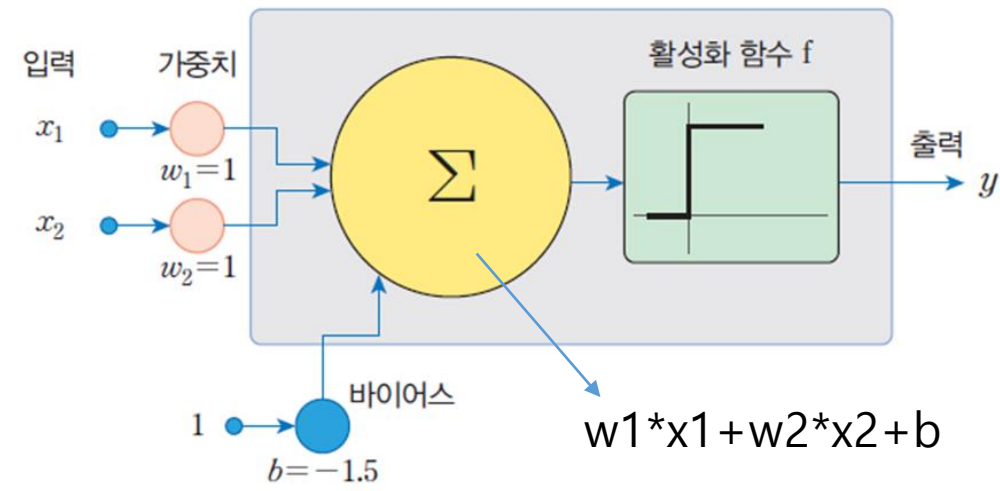 입력
가중치
활성화 함수 f
x₁
w₁=1
Σ
출력
y
x₂
w₂=1
바이어스
1
b=−1.5
w1*x1+w2*x2+b